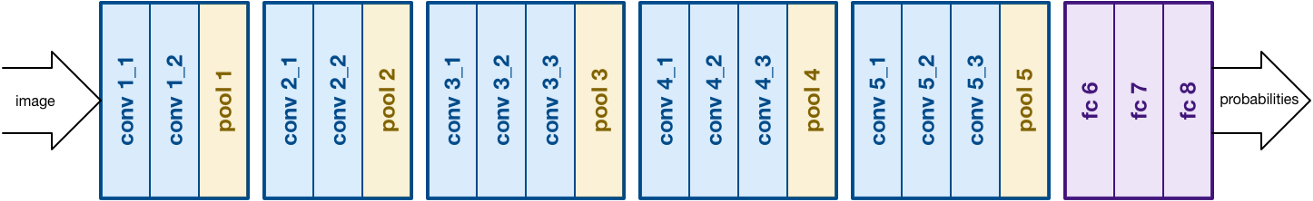 image
conv 1_1
conv 1_2
pool 1
conv 2_1
conv 2_2
pool 2
conv 3_1
conv 3_2
conv 3_3
pool 3
conv 4_1
conv 4_2
conv 4_3
pool 4
conv 5_1
conv 5_2
conv 5_3
pool 5
fc 6
fc 7
fc 8
probabilities